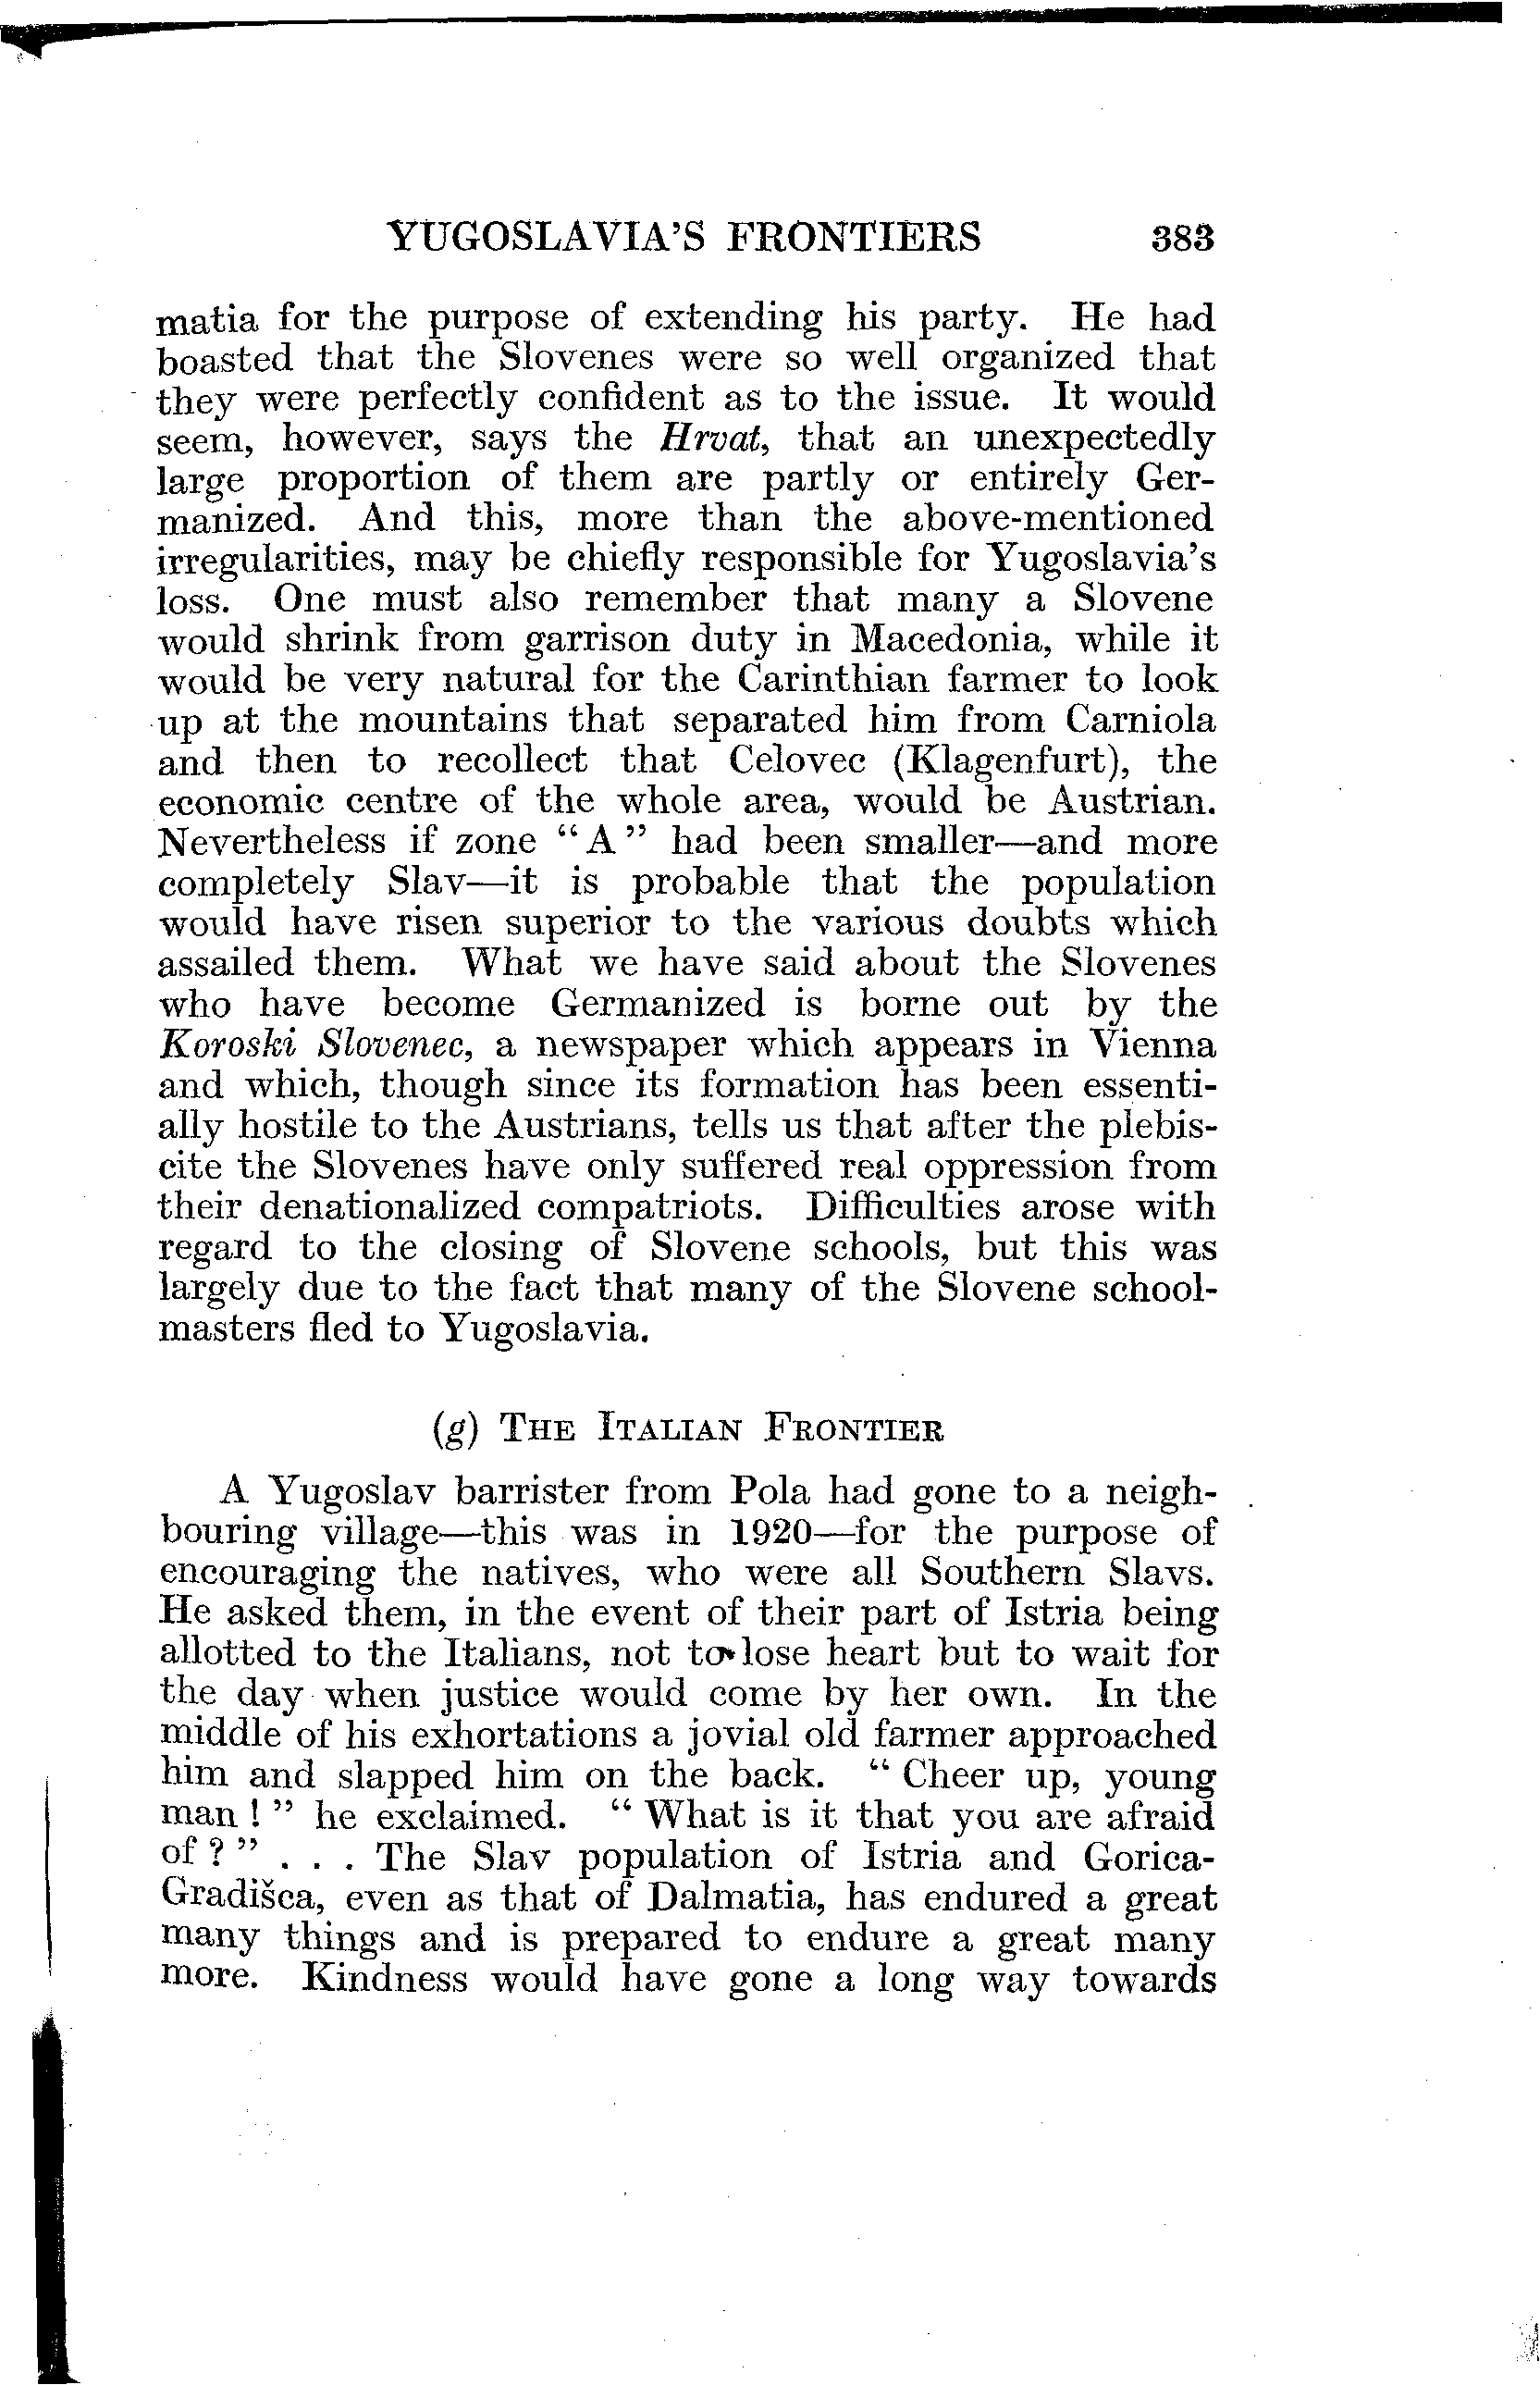 YUGOSLAVIA'S FRONTIERS 383
matia for the purpose of extending his party. He had
boasted that the Slovenes were so well organized that
they were perfectly confident as to the issue. It would
seem, however, says the Hrvat, that an unexpectedly
large proportion of them are partly or entirely Ger-
manized. And this, more than the above-mentioned
irregularities, may be chiefly responsible for Yugoslavia's
loss. One must also remember that many a Slovene
would shrink from garrison duty in Macedonia, while it
would be very natural for the Carinthian farmer to look
up at the mountains that separated him from Carniola
and then to recollect that Celovec (Klagenfurt), the
economic centre of the whole area, would be Austrian.
Nevertheless if zone “A” had been smaller—and more
completely Slav—it is probable that the population
would have risen superior to the various doubts which
assailed them. What we have said about the Slovenes
who have become Germanized is borne out by the
Koroski Slovenec, a newspaper which appears in Vienna
and which, though since its formation has been essenti-
ally hostile to the Austrians, tells us that after the plebis-
cite the Slovenes have only suffered real oppression from
their denationalized compatriots. Difficulties arose with
regard to the closing of Slovene schools, but this was
largely due to the fact that many of the Slovene school-
masters fled to Yugoslavia.
(g) THE ITALIAN FRONTIER
A Yugoslav barrister from Pola had gone to a neigh-
bouring village—this was in 1920—for the purpose of
encouraging the natives, who were all Southern Slavs.
He asked them, in the event of their part of Istria being
allotted to the Italians, not to lose heart but to wait for
the day when justice would come by her own. In the
middle of his exhortations a jovial old farmer approached
him and slapped him on the back. “ Cheer up, young
man ! ” he exclaimed. “ What is it that you are afraid
of ? ” . . . The Slav population of Istria and Gorica-
Gradišca, even as that of Dalmatia, has endured a great
many things and is prepared to endure a great many
more. Kindness would have gone a long way towards